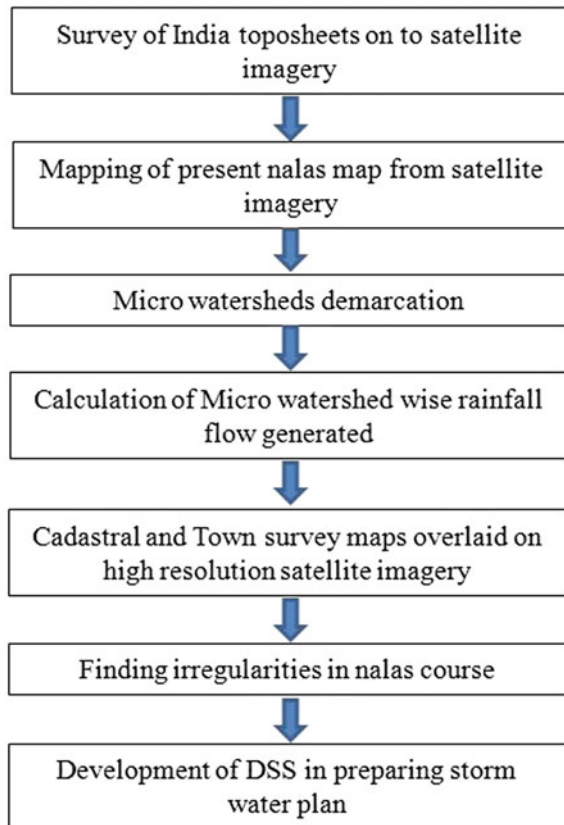 Survey of India toposheets on to satellite
imagery
Mapping of present nalas map from satellite
imagery
Micro watersheds demarcation
Calculation of Micro watershed wise rainfall
flow generated
Cadastral and Town survey maps overlaid on
high resolution satellite imagery
Finding irregularities in nalas course
Development of DSS in preparing storm
water plan